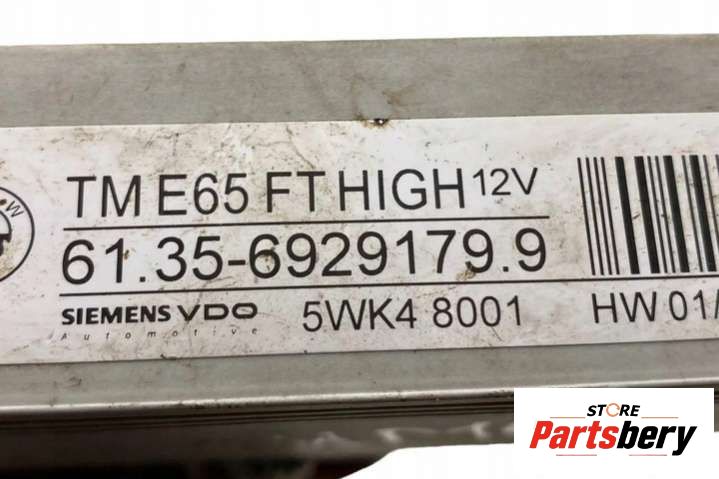 TM E65 FT HIGH 12V
61.35-6929179.9
SIEMENS VDO 5WK4 8001 HW 01/
Automotive
STORE
Partsbery